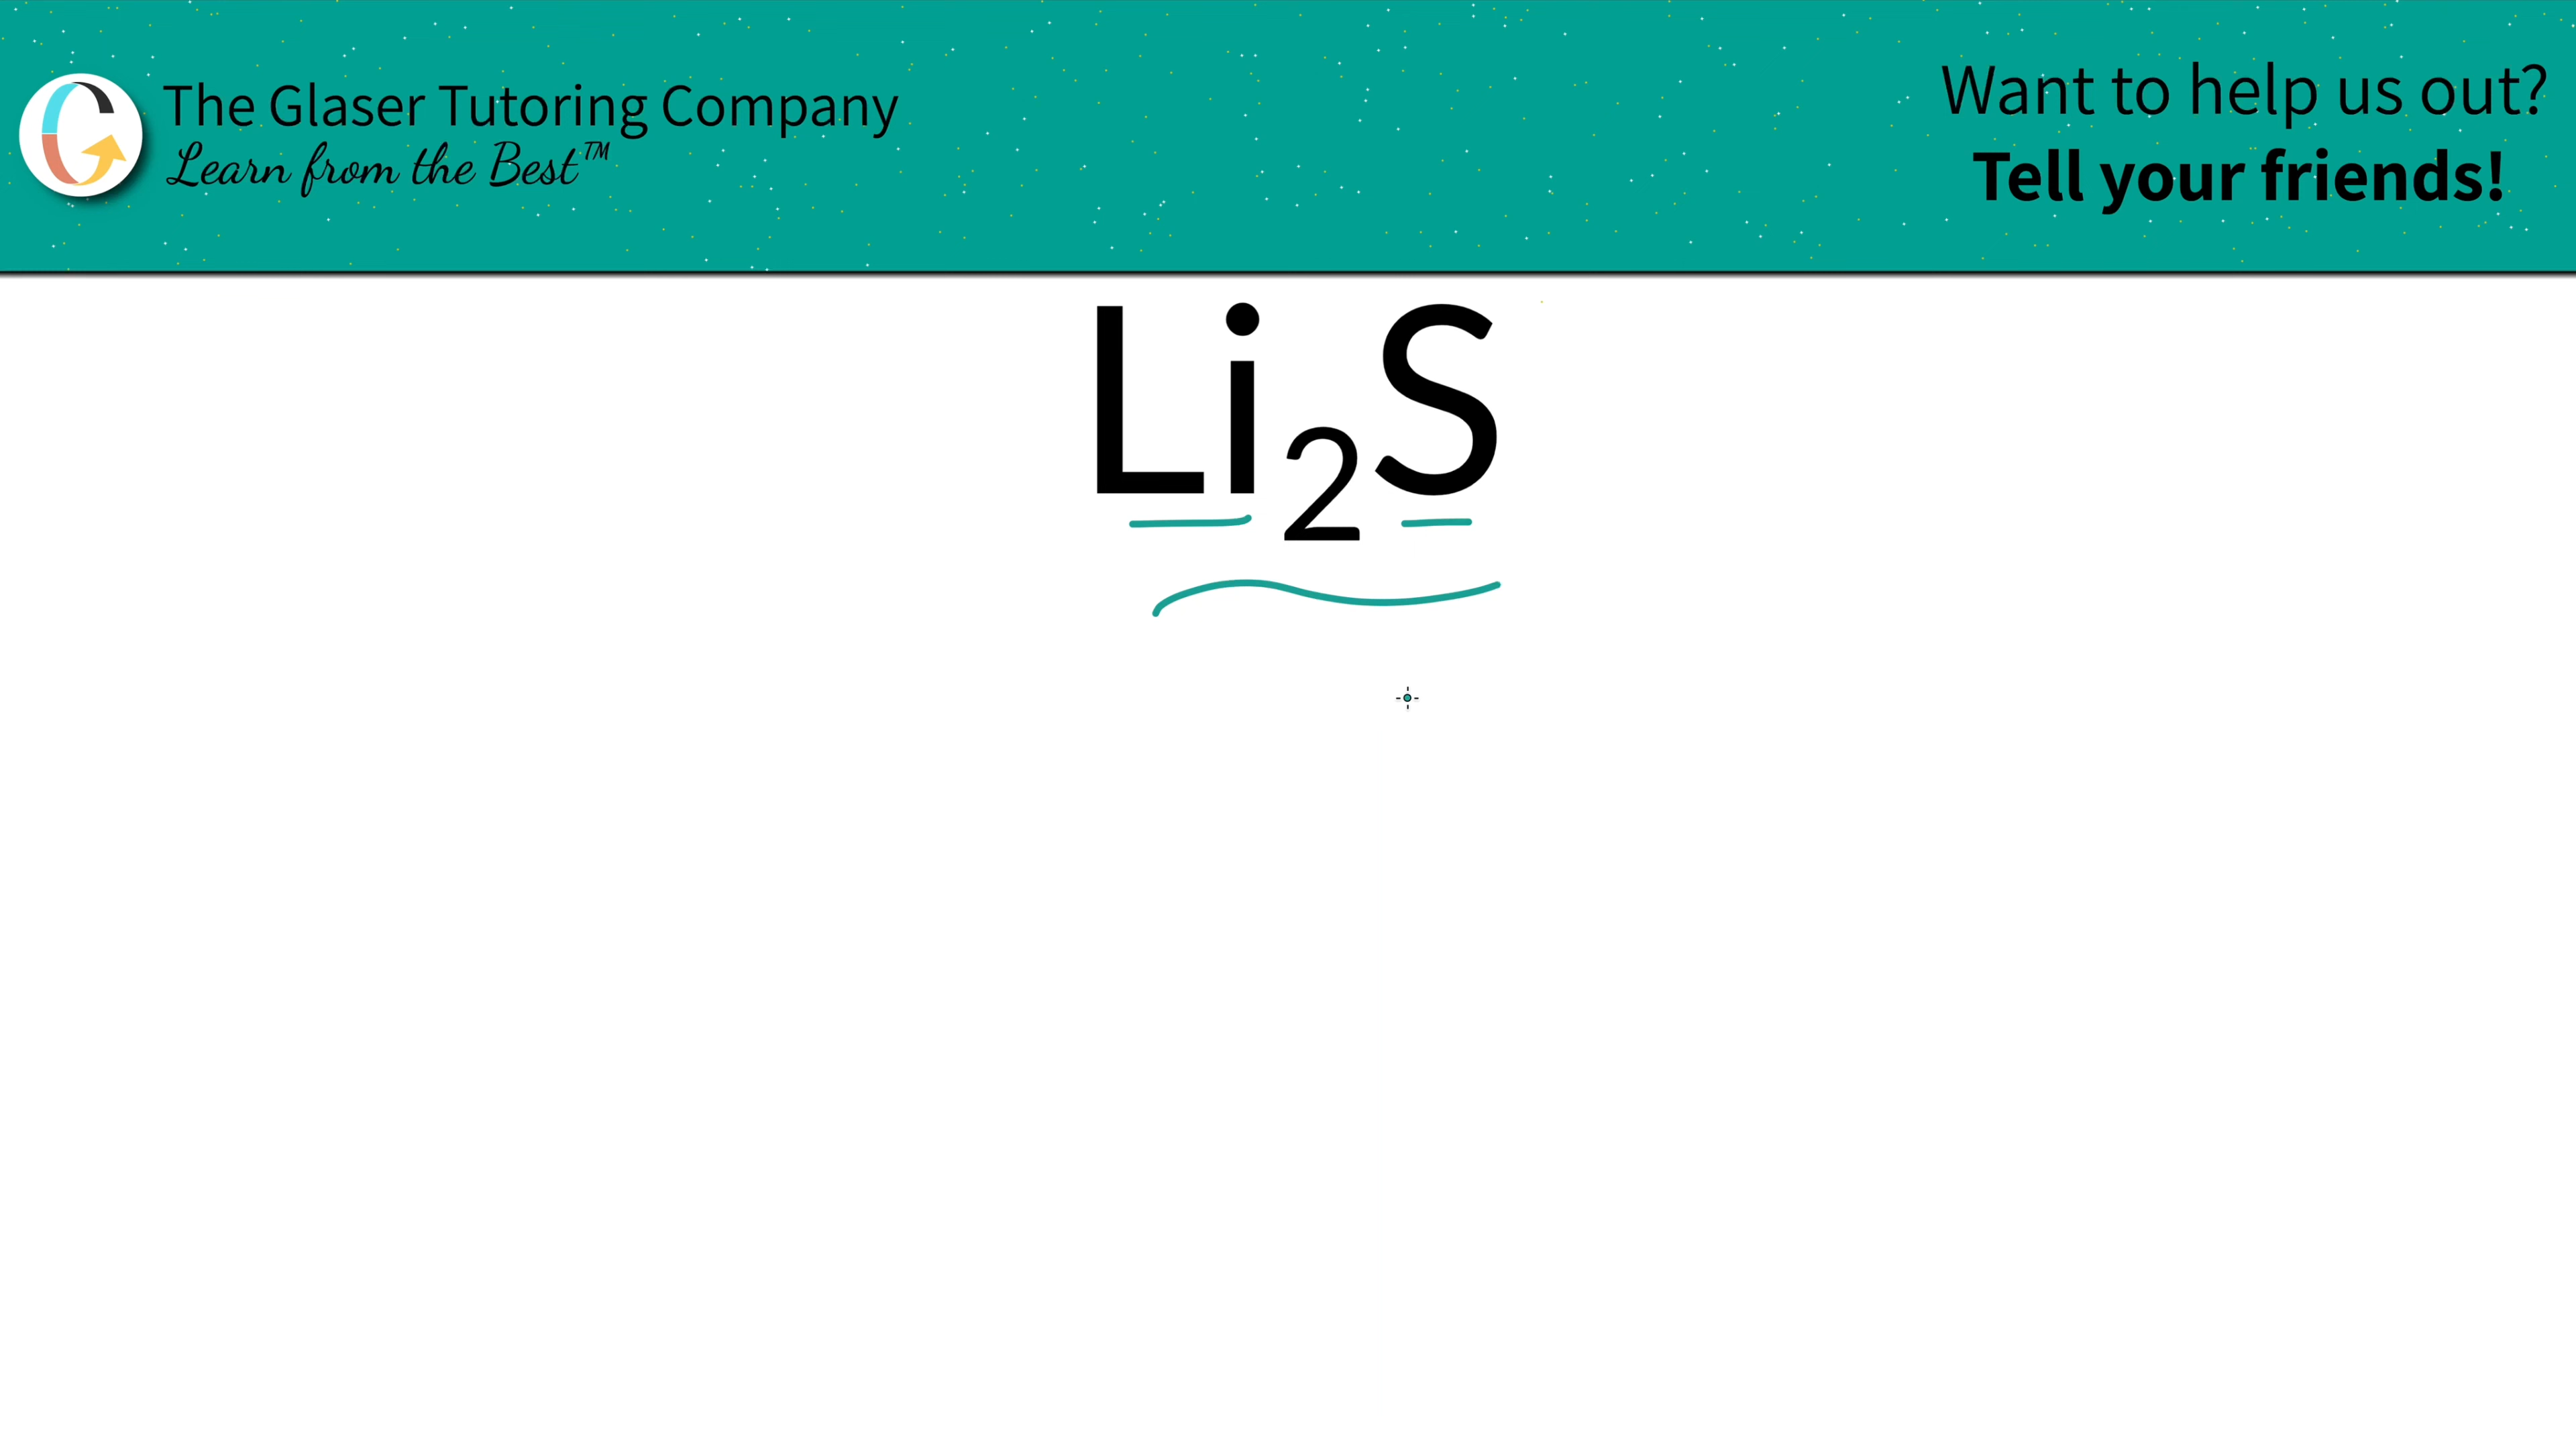 The Glaser Tutoring Company
Learn from the Best™
Want to help us out?
Tell your friends!
Li₂S